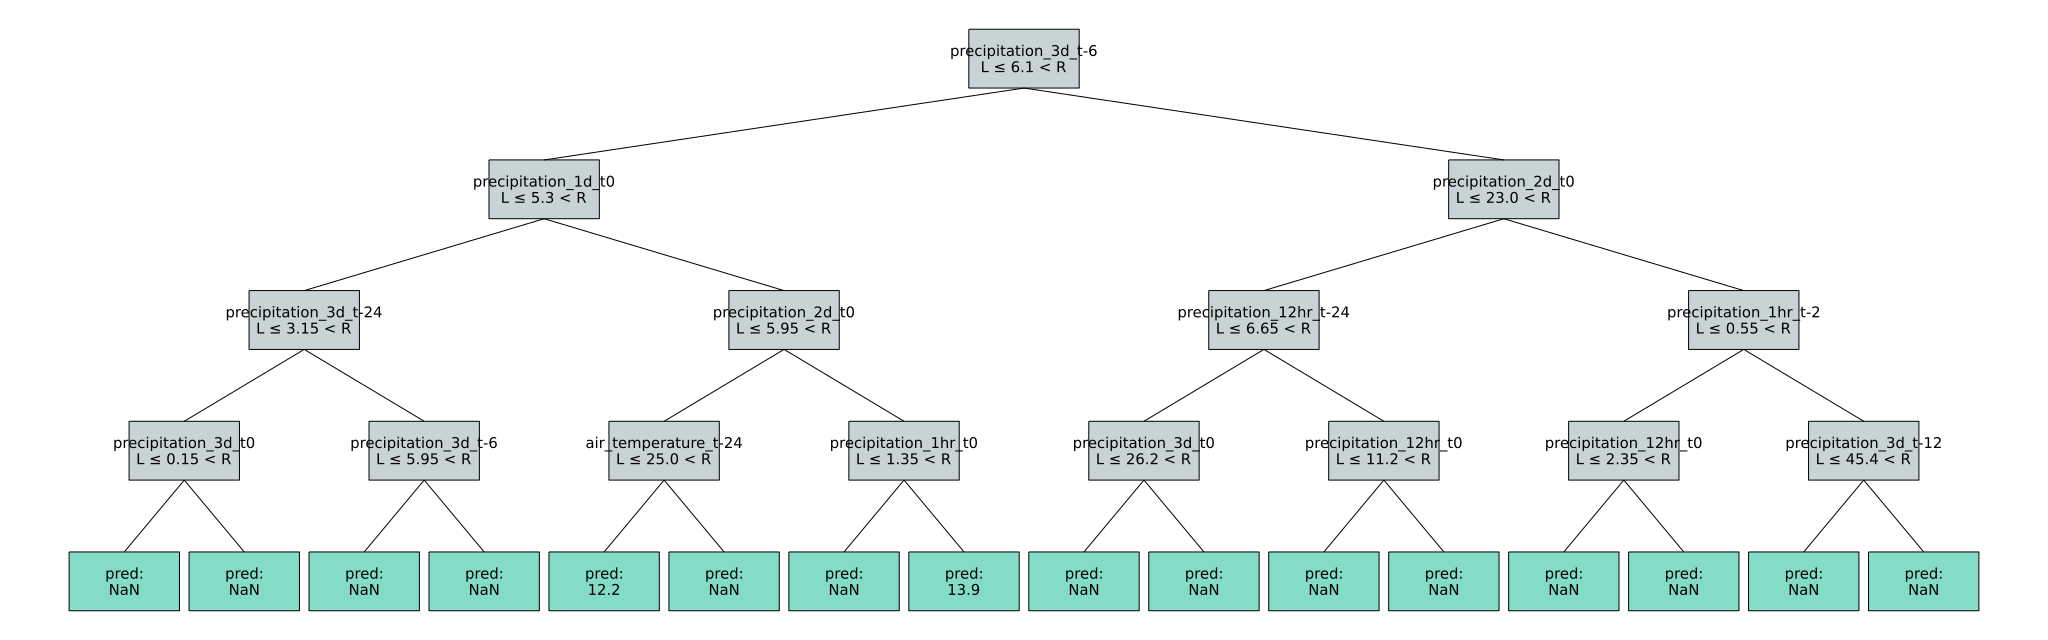 precipitation_3d_t-6
L ≤ 6.1 < R
precipitation_1d_t0
L ≤ 5.3 < R
precipitation_2d_t0
L ≤ 23.0 < R
precipitation_3d_t-24
L ≤ 3.15 < R
precipitation_2d_t0
L ≤ 5.95 < R
precipitation_12hr_t-24
L ≤ 6.65 < R
precipitation_1hr_t-2
L ≤ 0.55 < R
precipitation_3d_t0
L ≤ 0.15 < R
precipitation_3d_t-6
L ≤ 5.95 < R
air_temperature_t-24
L ≤ 25.0 < R
precipitation_1hr_t0
L ≤ 1.35 < R
precipitation_3d_t0
L ≤ 26.2 < R
precipitation_12hr_t0
L ≤ 11.2 < R
precipitation_12hr_t0
L ≤ 2.35 < R
precipitation_3d_t-12
L ≤ 45.4 < R
pred:
NaN
pred:
NaN
pred:
NaN
pred:
NaN
pred:
12.2
pred:
NaN
pred:
NaN
pred:
13.9
pred:
NaN
pred:
NaN
pred:
NaN
pred:
NaN
pred:
NaN
pred:
NaN
pred:
NaN
pred:
NaN